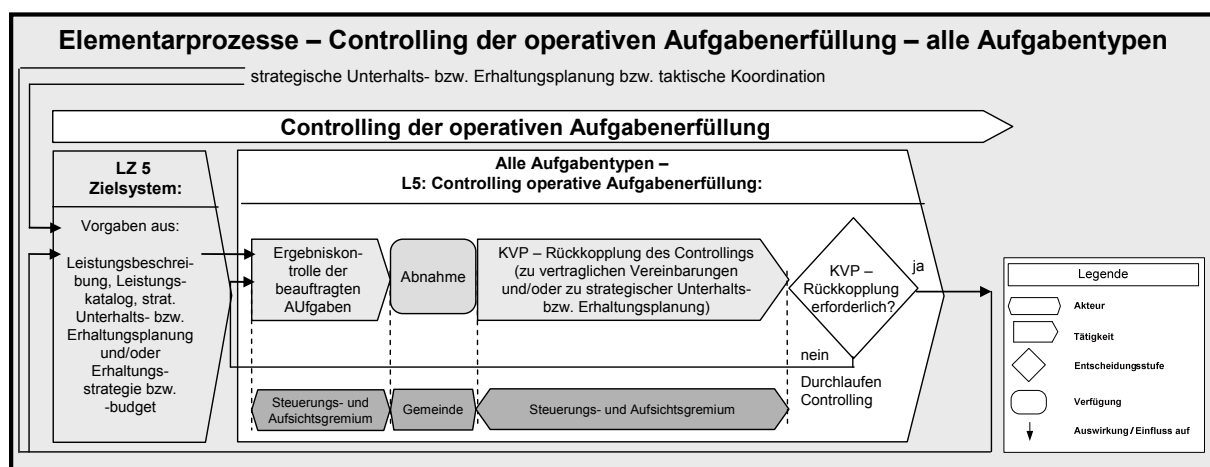 Elementarprozesse – Controlling der operativen Aufgabenerfüllung – alle Aufgabentypen
strategische Unterhalts- bzw. Erhaltungsplanung bzw. taktische Koordination
Controlling der operativen Aufgabenerfüllung
LZ 5
Zielsystem:
Vorgaben aus:
Leistungsbeschrei-
bung, Leistungs-
katalog, strat.
Unterhalts- bzw.
Erhaltungsplanung
und/oder
Erhaltungs-
strategie bzw.
-budget
Alle Aufgabentypen –
L5: Controlling operative Aufgabenerfüllung:
Ergebniskon-
trolle der
beauftragten
AUfgaben
Abnahme
KVP – Rückkopplung des Controllings
(zu vertraglichen Vereinbarungen
und/oder zu strategischer Unterhalts-
bzw. Erhaltungsplanung)
KVP –
Rückkopplung
erforderlich?
ja
nein
Durchlaufen
Controlling
Steuerungs- und
Aufsichtsgremium
Gemeinde
Steuerungs- und Aufsichtsgremium
Legende
Akteur
Tätigkeit
Entscheidungsstufe
Verfügung
Auswirkung / Einfluss auf